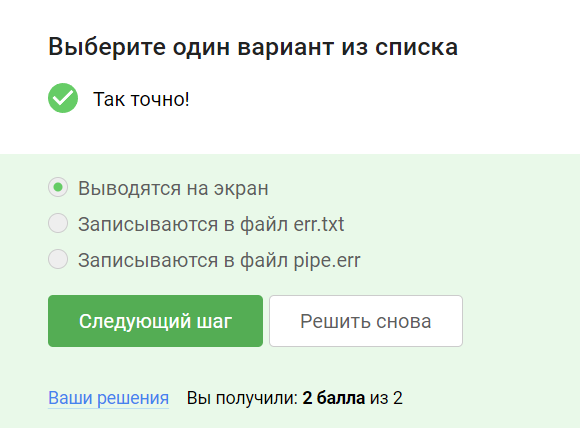 Выберите один вариант из списка
Так точно!
Выводятся на экран
Записываются в файл err.txt
Записываются в файл pipe.err
Следующий шаг
Решить снова
Ваши решения Вы получили: 2 балла из 2